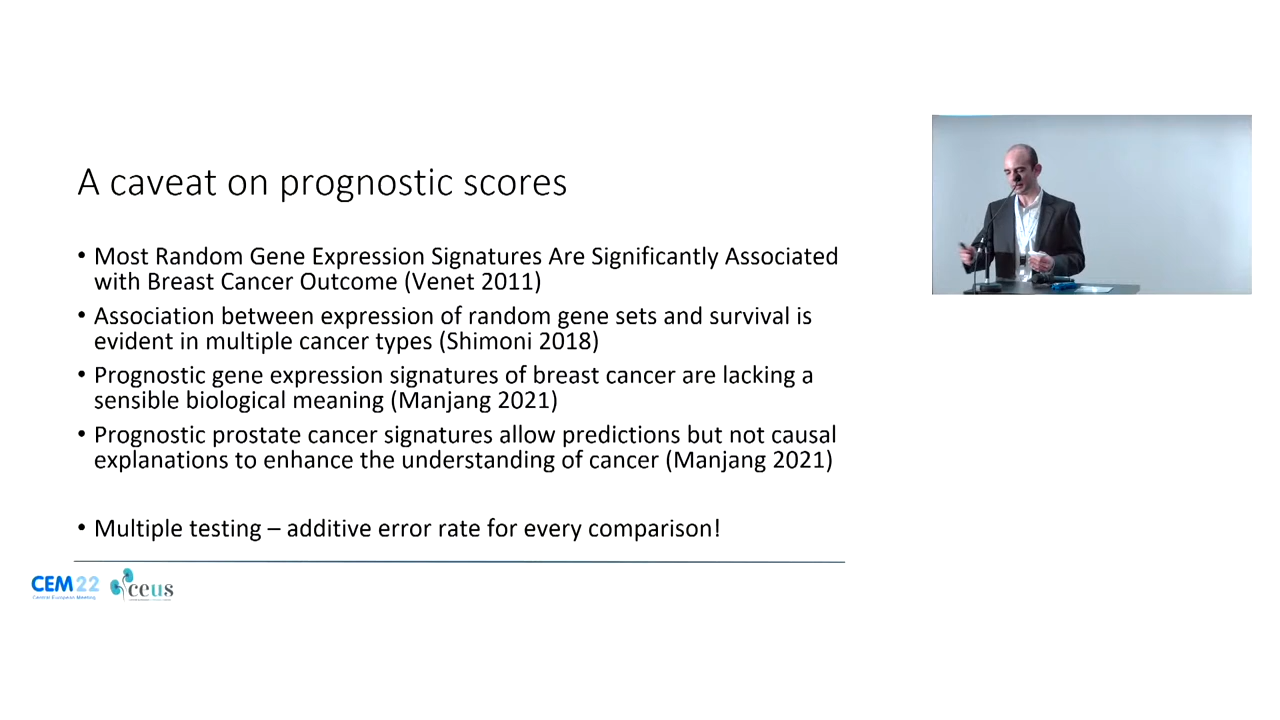 A caveat on prognostic scores
• Most Random Gene Expression Signatures Are Significantly Associated
with Breast Cancer Outcome (Venet 2011)
• Association between expression of random gene sets and survival is
evident in multiple cancer types (Shimoni 2018)
• Prognostic gene expression signatures of breast cancer are lacking a
sensible biological meaning (Manjang 2021)
• Prognostic prostate cancer signatures allow predictions but not causal
explanations to enhance the understanding of cancer (Manjang 2021)
• Multiple testing – additive error rate for every comparison!
CEM22 ceus
Central European Meeting